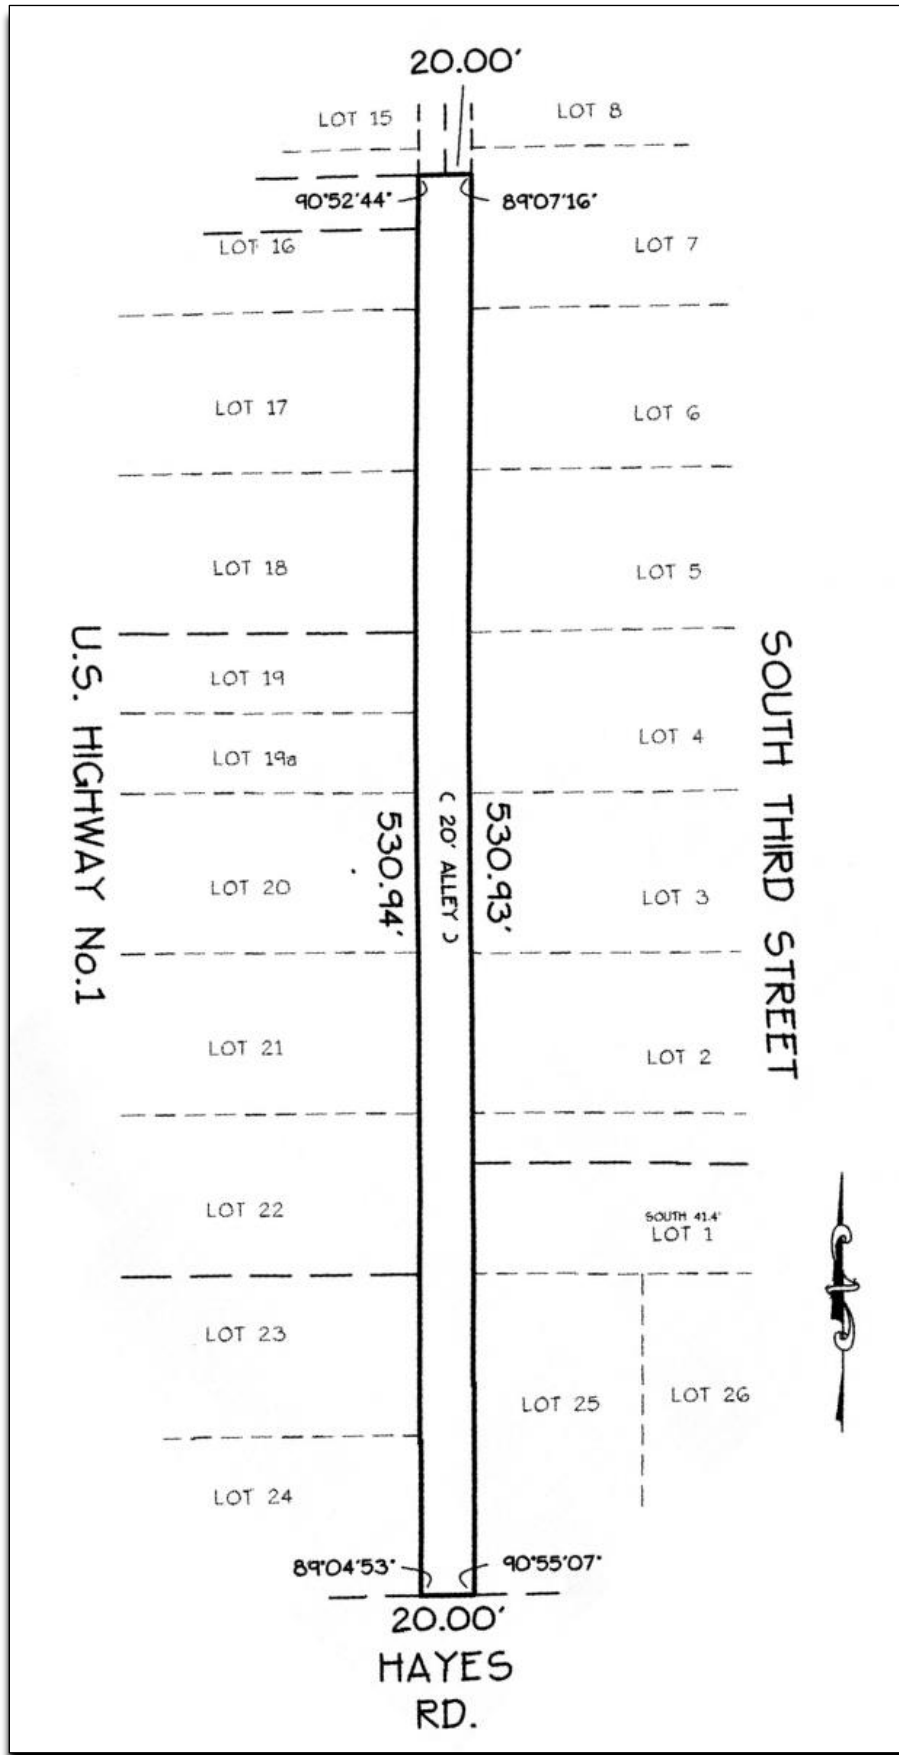 20.00'
LOT 15
LOT 8
90°52'44"
89°07'16"
LOT 16
LOT 7
LOT 17
LOT 6
LOT 18
LOT 5
U.S. HIGHWAY No.1
SOUTH THIRD STREET
LOT 19
LOT 4
LOT 19a
530.94'
( 20' ALLEY )
530.93'
LOT 20
LOT 3
LOT 21
LOT 2
LOT 22
SOUTH 41.4'
LOT 1
LOT 23
LOT 25
LOT 26
LOT 24
89°04'53"
90°55'07"
20.00'
HAYES
RD.